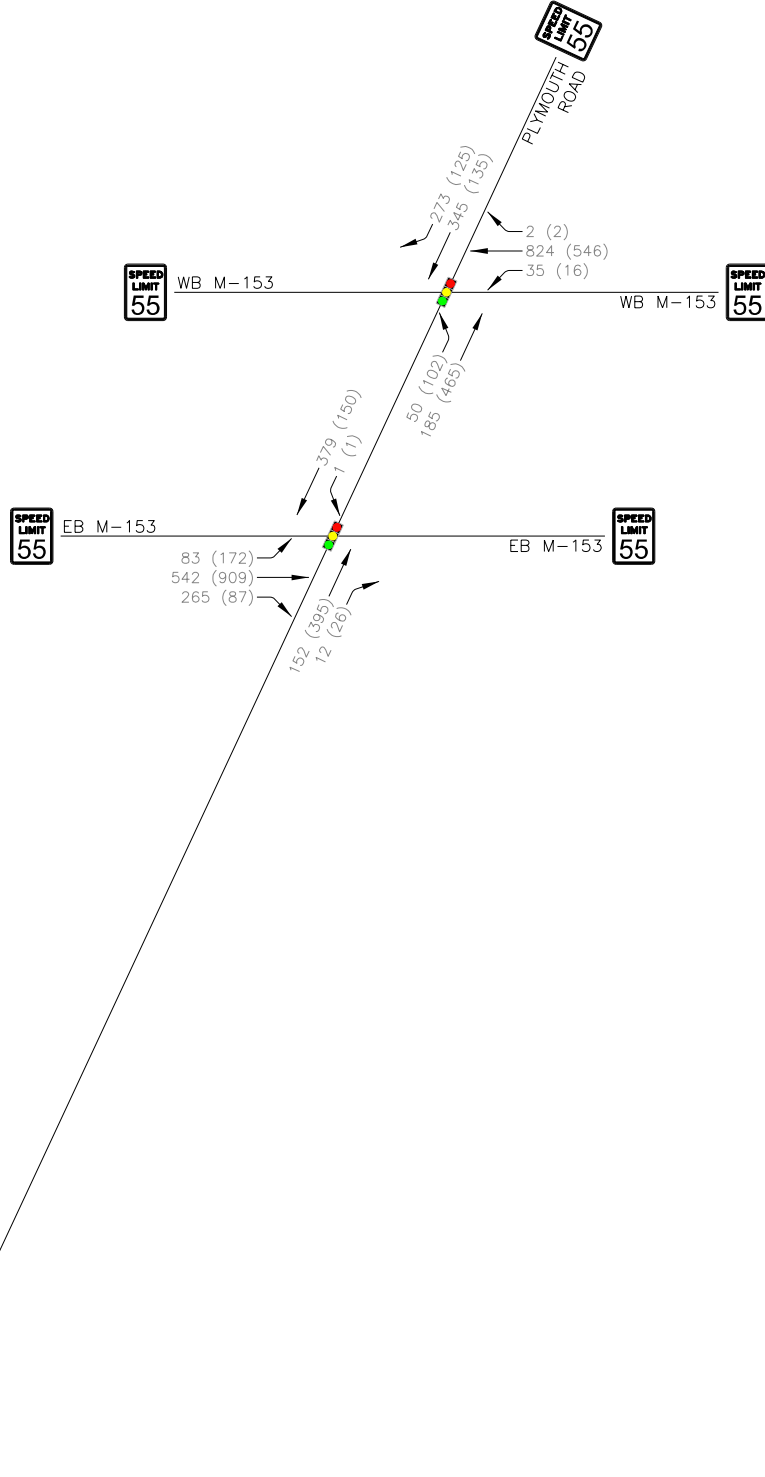 SPEED
LIMIT
55
PLYMOUTH
ROAD
273 (125)
345 (135)
2 (2)
824 (546)
35 (16)
SPEED
LIMIT
55
WB M-153
WB M-153
SPEED
LIMIT
55
50 (102)
185 (465)
379 (150)
1 (1)
SPEED
LIMIT
55
EB M-153
EB M-153
SPEED
LIMIT
55
83 (172)
542 (909)
265 (87)
152 (395)
12 (26)